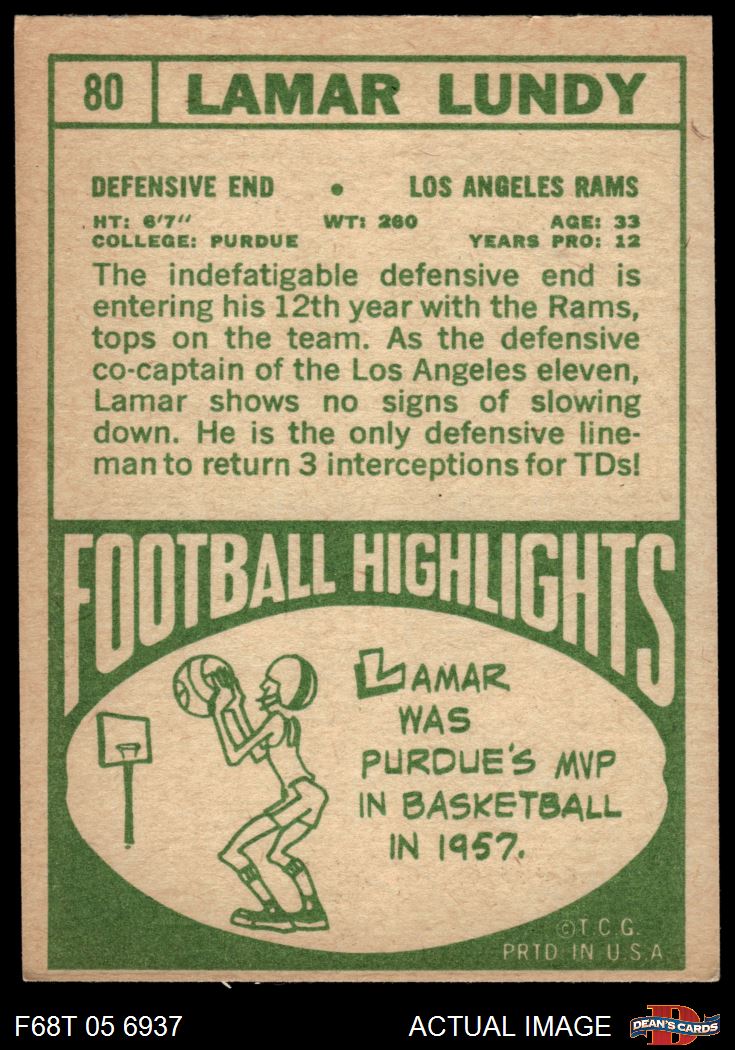 80 LAMAR LUNDY
DEFENSIVE END • LOS ANGELES RAMS
HT: 6'7" WT: 260 AGE: 33
COLLEGE: PURDUE YEARS PRO: 12
The indefatigable defensive end is
entering his 12th year with the Rams,
tops on the team. As the defensive
co-captain of the Los Angeles eleven,
Lamar shows no signs of slowing
down. He is the only defensive line-
man to return 3 interceptions for TDs!
FOOTBALL HIGHLIGHTS
LAMAR
WAS
PURDUE'S MVP
IN BASKETBALL
IN 1957.
©T.C.G.
PRTD IN U.S.A
F68T 05 6937 ACTUAL IMAGE D DEAN'S CARDS